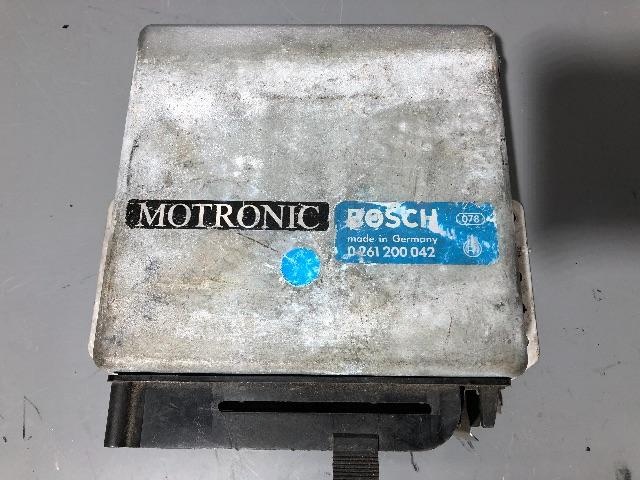 MOTRONIC
BOSCH
078
made in Germany
0 261 200 042